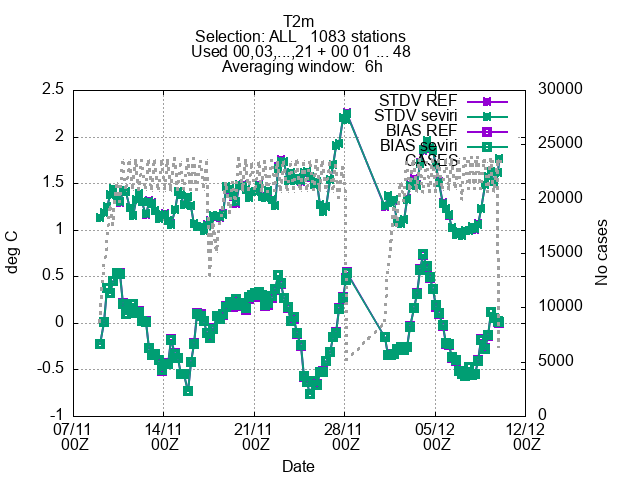 T2m
Selection: ALL   1083 stations
Used 00,03,...,21 + 00 01 ... 48
Averaging window:  6h
2.5
2
1.5
1
0.5
0
-0.5
-1
deg C
STDV REF
STDV seviri
BIAS REF
BIAS seviri
CASES
30000
25000
20000
15000
10000
5000
0
No cases
07/11 00Z
14/11 00Z
21/11 00Z
28/11 00Z
05/12 00Z
12/12 00Z
Date